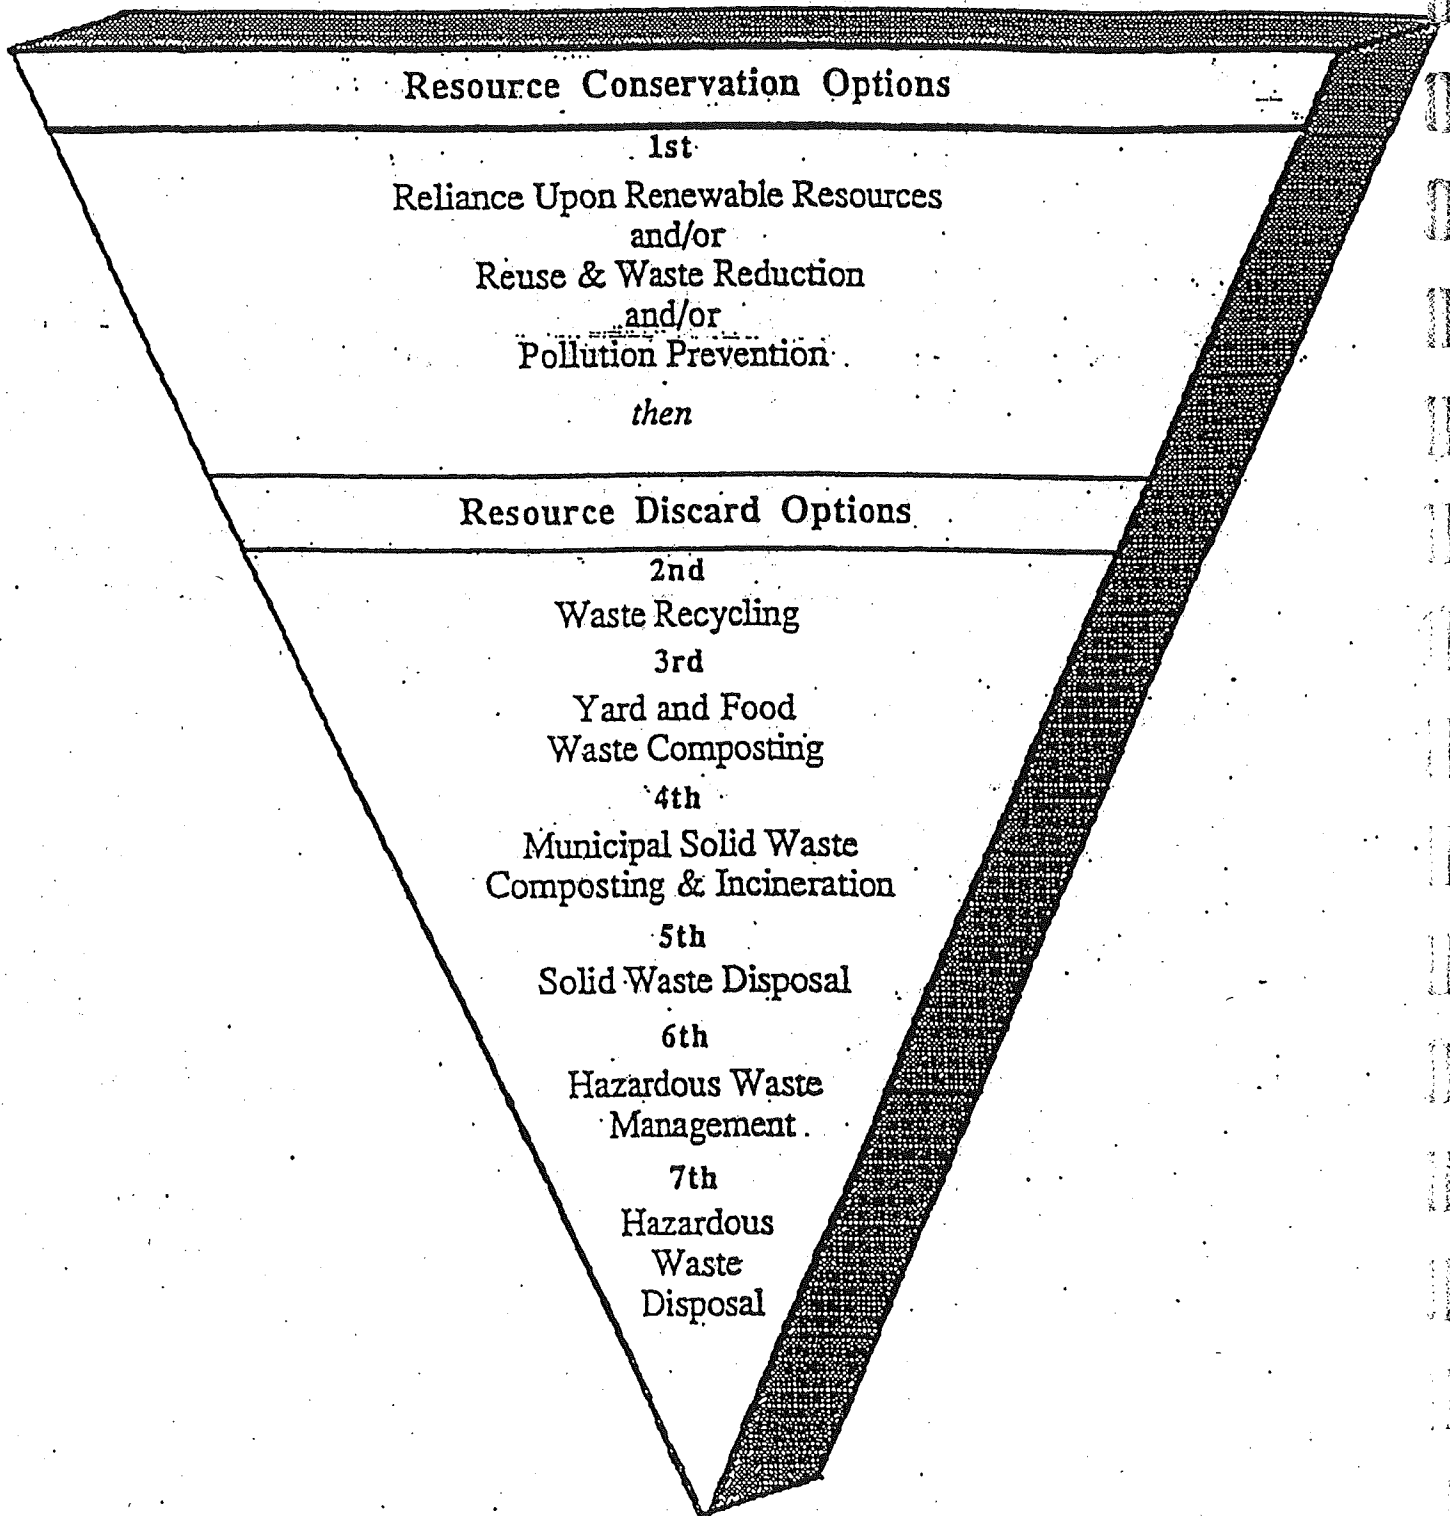 Resource Conservation Options
1st
Reliance Upon Renewable Resources
and/or
Reuse & Waste Reduction
and/or
Pollution Prevention
then
Resource Discard Options
2nd
Waste Recycling
3rd
Yard and Food
Waste Composting
4th
Municipal Solid Waste
Composting & Incineration
5th
Solid Waste Disposal
6th
Hazardous Waste
Management
7th
Hazardous
Waste
Disposal